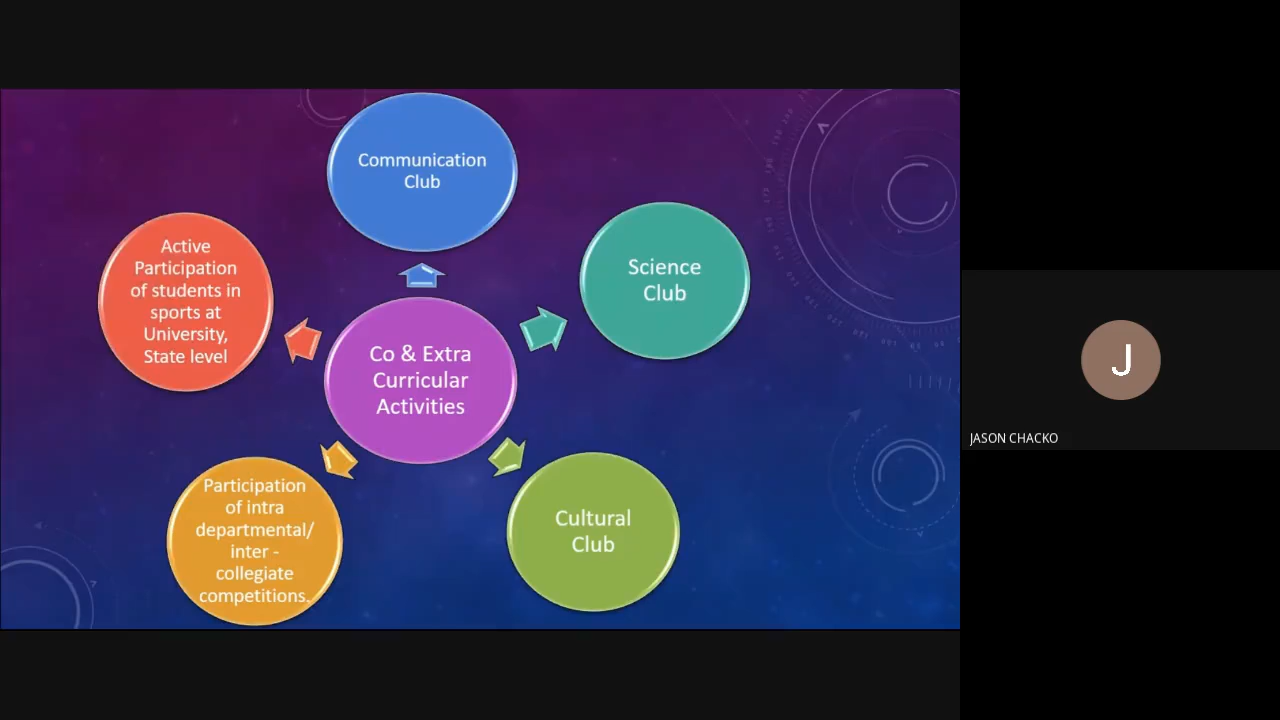 Communication
Club
Science
Club
Active
Participation
of students in
sports at
University,
State level
Co & Extra
Curricular
Activities
Participation
of intra
departmental/
inter -
collegiate
competitions.
Cultural
Club
J
JASON CHACKO